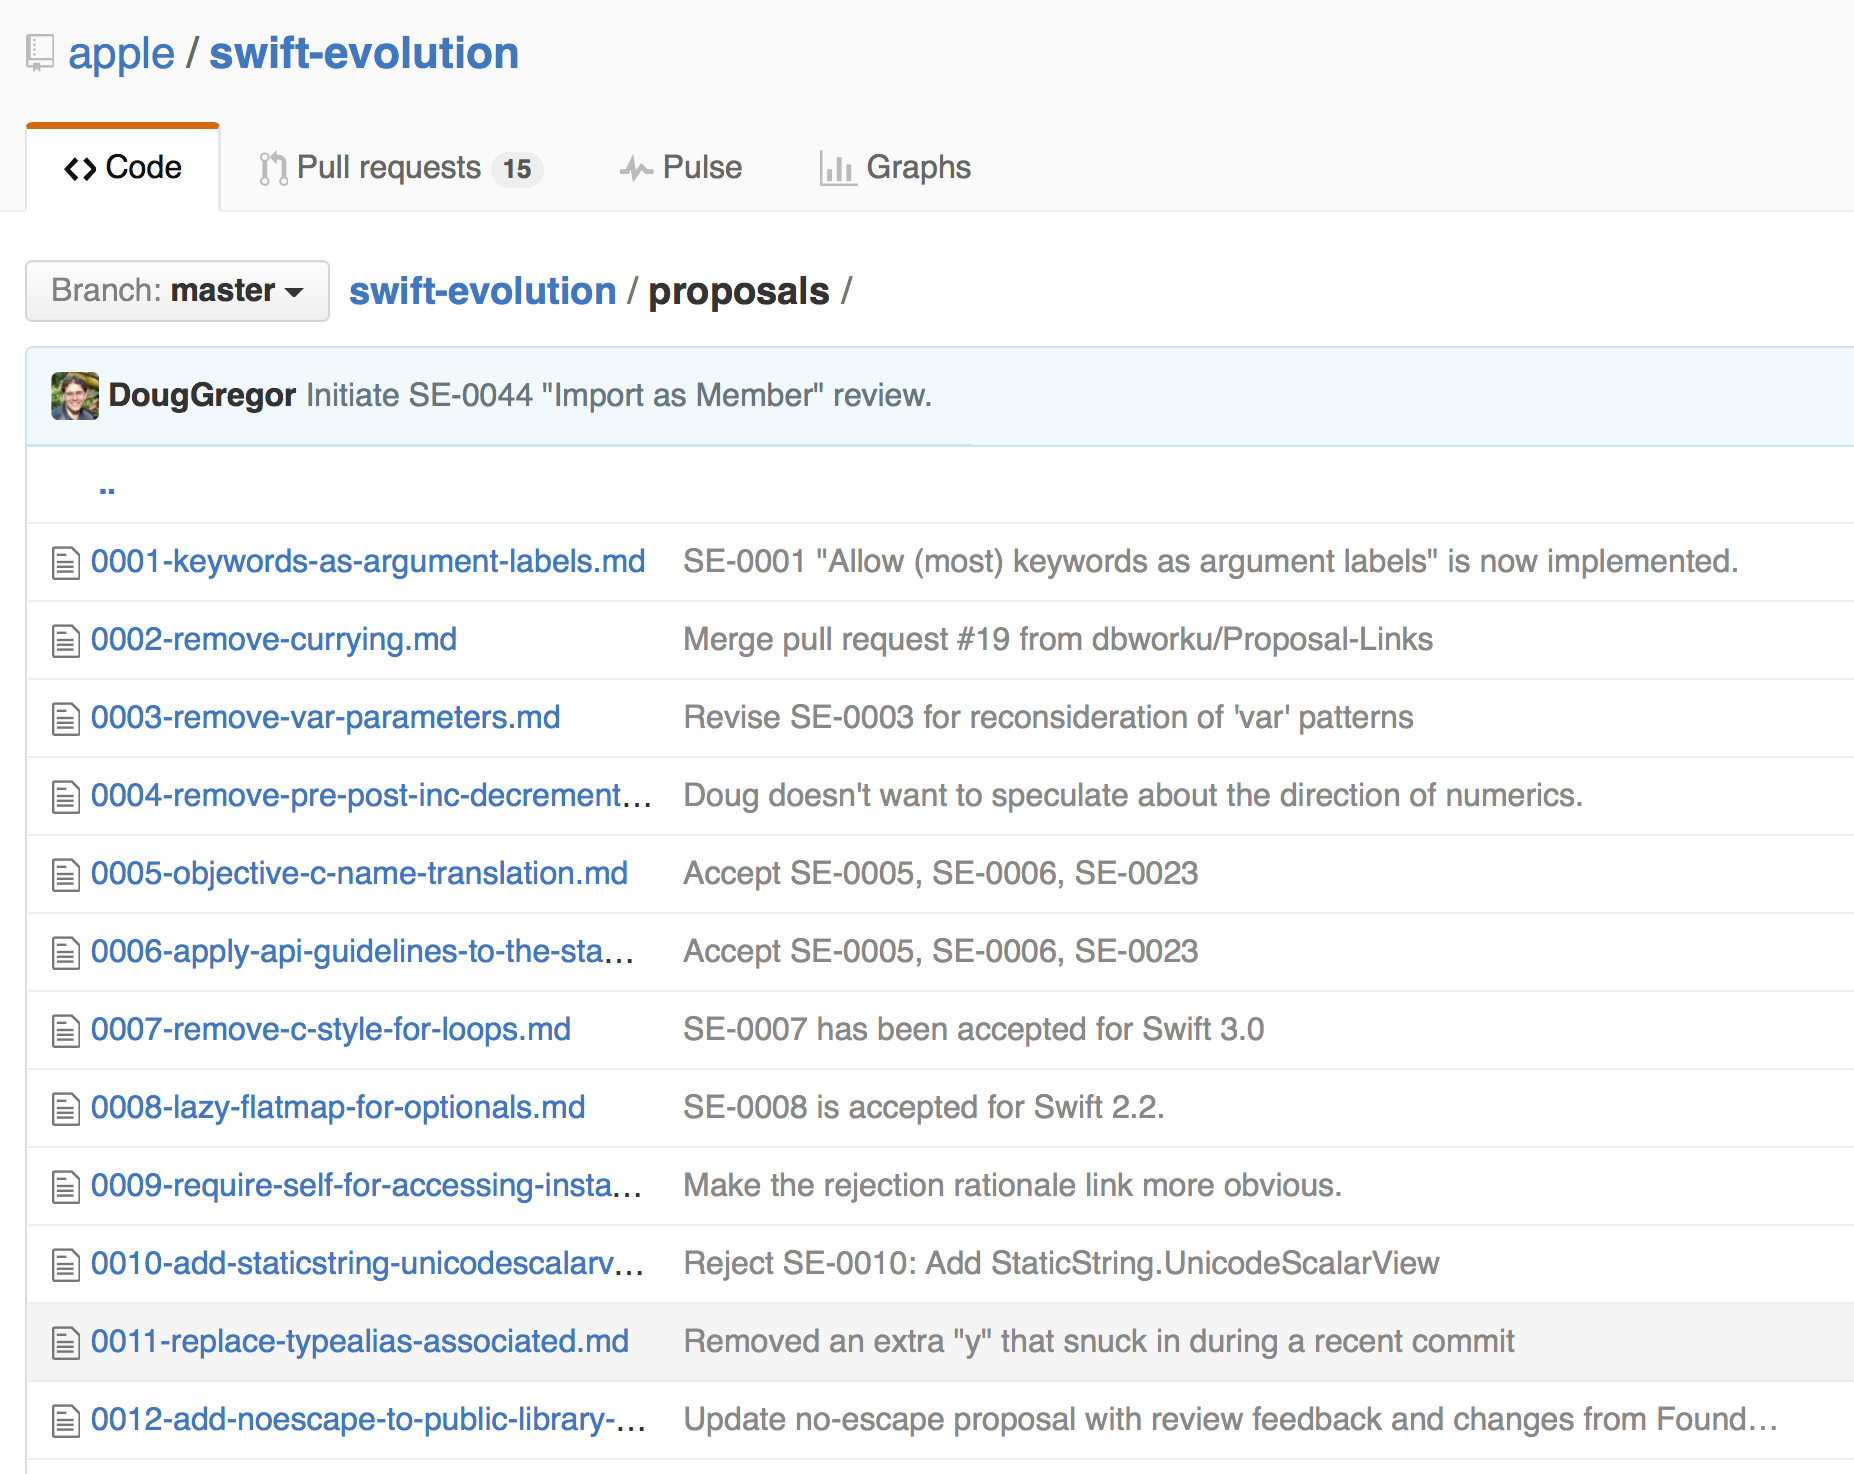 apple / swift-evolution
Code Pull requests 15 Pulse Graphs
Branch: master swift-evolution / proposals /
DougGregor Initiate SE-0044 "Import as Member" review.
..
0001-keywords-as-argument-labels.md SE-0001 "Allow (most) keywords as argument labels" is now implemented.
0002-remove-currying.md Merge pull request #19 from dbworku/Proposal-Links
0003-remove-var-parameters.md Revise SE-0003 for reconsideration of 'var' patterns
0004-remove-pre-post-inc-decrement... Doug doesn't want to speculate about the direction of numerics.
0005-objective-c-name-translation.md Accept SE-0005, SE-0006, SE-0023
0006-apply-api-guidelines-to-the-sta... Accept SE-0005, SE-0006, SE-0023
0007-remove-c-style-for-loops.md SE-0007 has been accepted for Swift 3.0
0008-lazy-flatmap-for-optionals.md SE-0008 is accepted for Swift 2.2.
0009-require-self-for-accessing-insta... Make the rejection rationale link more obvious.
0010-add-staticstring-unicodescalarv... Reject SE-0010: Add StaticString.UnicodeScalarView
0011-replace-typealias-associated.md Removed an extra "y" that snuck in during a recent commit
0012-add-noescape-to-public-library-... Update no-escape proposal with review feedback and changes from Found...